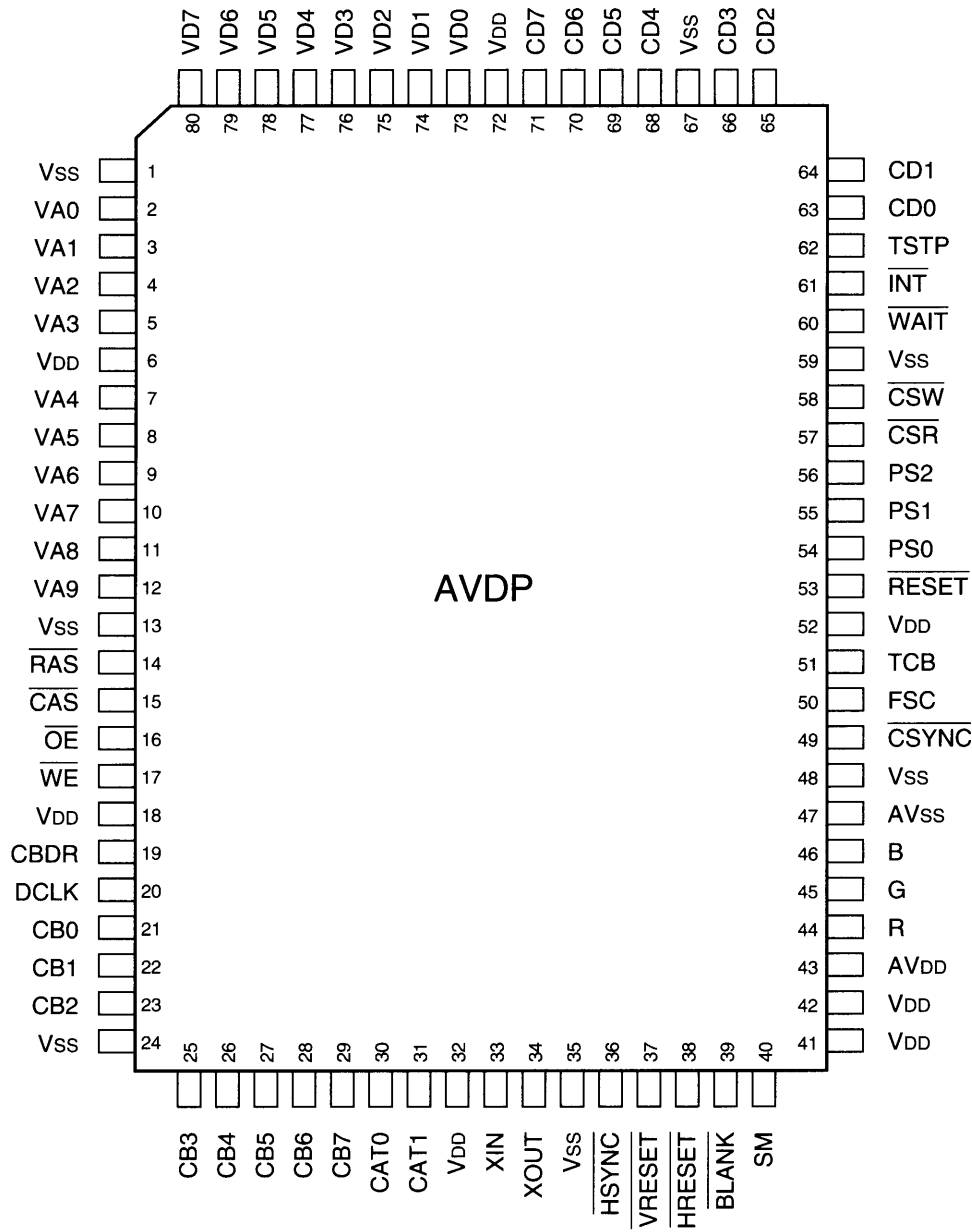 VD7 VD6 VD5 VD4 VD3 VD2 VD1 VD0 VDD CD7 CD6 CD5 CD4 VSS CD3 CD2
80 79 78 77 76 75 74 73 72 71 70 69 68 67 66 65
VSS 1 64 CD1
VA0 2 63 CD0
VA1 3 62 TSTP
VA2 4 61 INT
VA3 5 60 WAIT
VDD 6 59 VSS
VA4 7 58 CSW
VA5 8 57 CSR
VA6 9 56 PS2
VA7 10 55 PS1
VA8 11 54 PS0
VA9 12 AVDP 53 RESET
VSS 13 52 VDD
RAS 14 51 TCB
CAS 15 50 FSC
OE 16 49 CSYNC
WE 17 48 VSS
VDD 18 47 AVSS
CBDR 19 46 B
DCLK 20 45 G
CB0 21 44 R
CB1 22 43 AVDD
CB2 23 42 VDD
VSS 24 41 VDD
25 26 27 28 29 30 31 32 33 34 35 36 37 38 39 40
CB3 CB4 CB5 CB6 CB7 CAT0 CAT1 VDD XIN XOUT VSS HSYNC VRESET HRESET BLANK SM